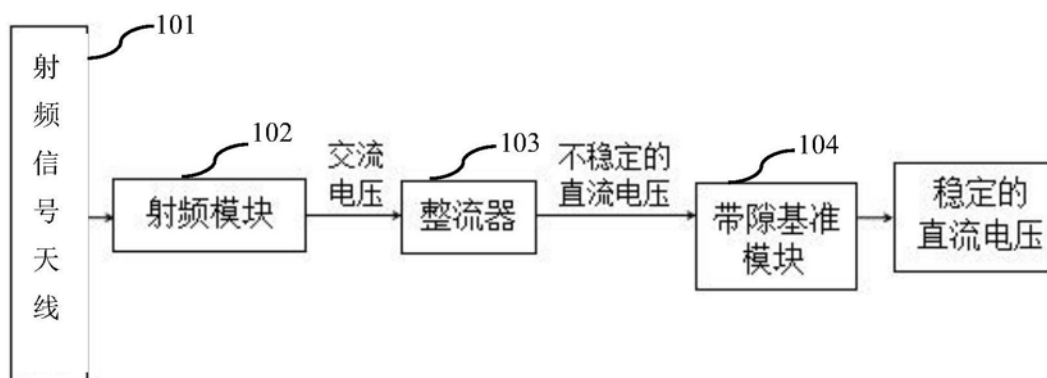 101
射
频
信
号
天
线
102
射频模块
交流
电压
103
整流器
不稳定的
直流电压
104
带隙基准
模块
稳定的
直流电压